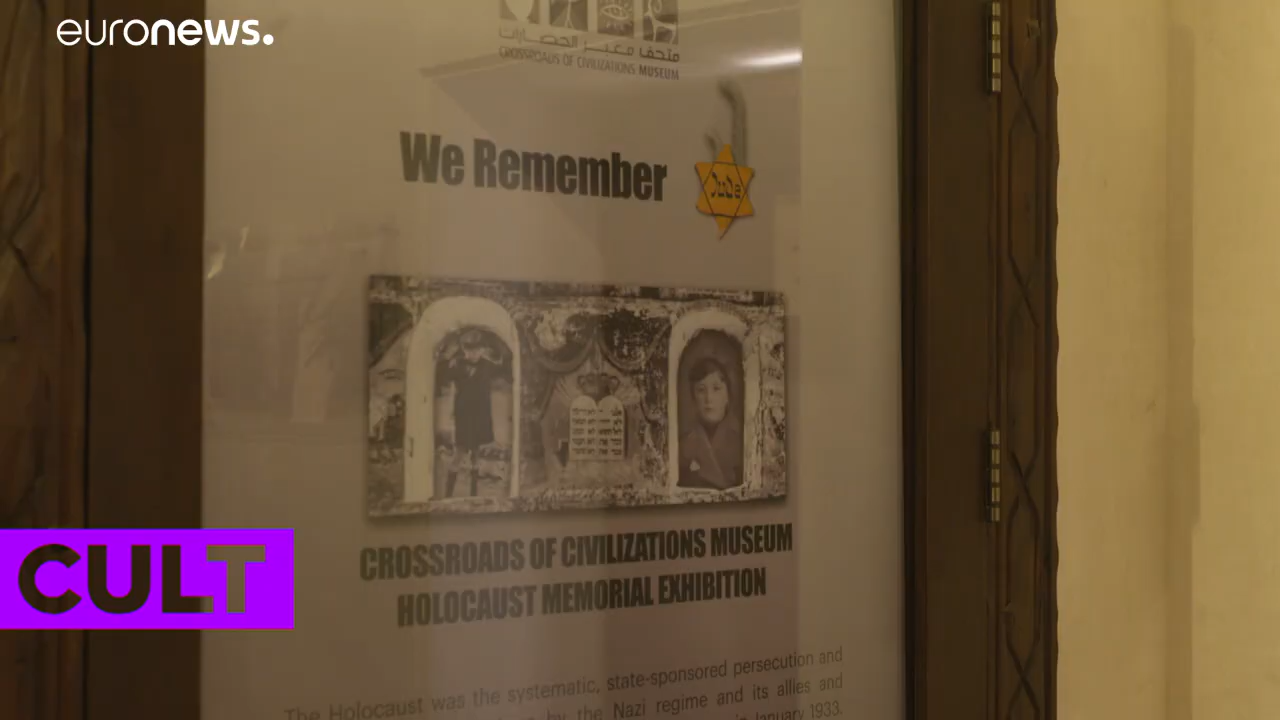 euronews.
متحف معبر الحضارات
CROSSROADS OF CIVILIZATIONS MUSEUM
We Remember
Jude
CROSSROADS OF CIVILIZATIONS MUSEUM
HOLOCAUST MEMORIAL EXHIBITION
CULT
The Holocaust was the systematic, state-sponsored persecution and
by the Nazi regime and its allies and
in January 1933.